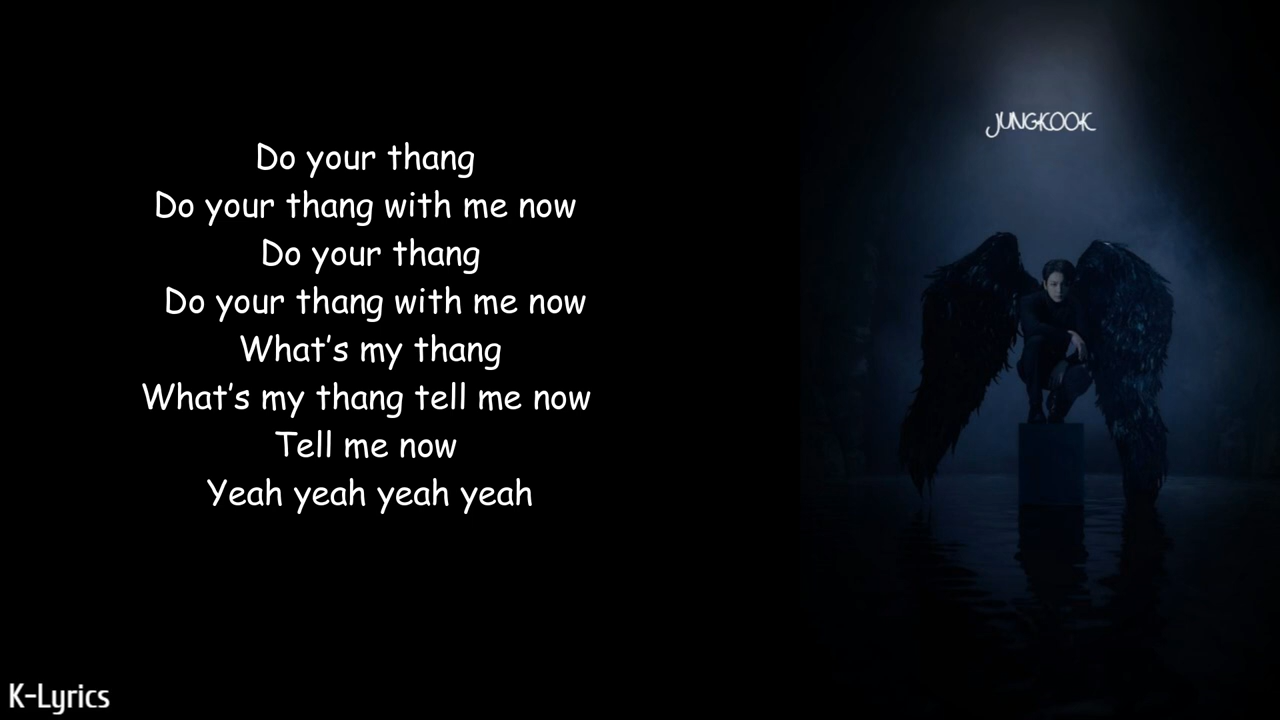 Do your thang
Do your thang with me now
Do your thang
Do your thang with me now
What's my thang
What's my thang tell me now
Tell me now
Yeah yeah yeah yeah
JUNGKOOK
K-Lyrics